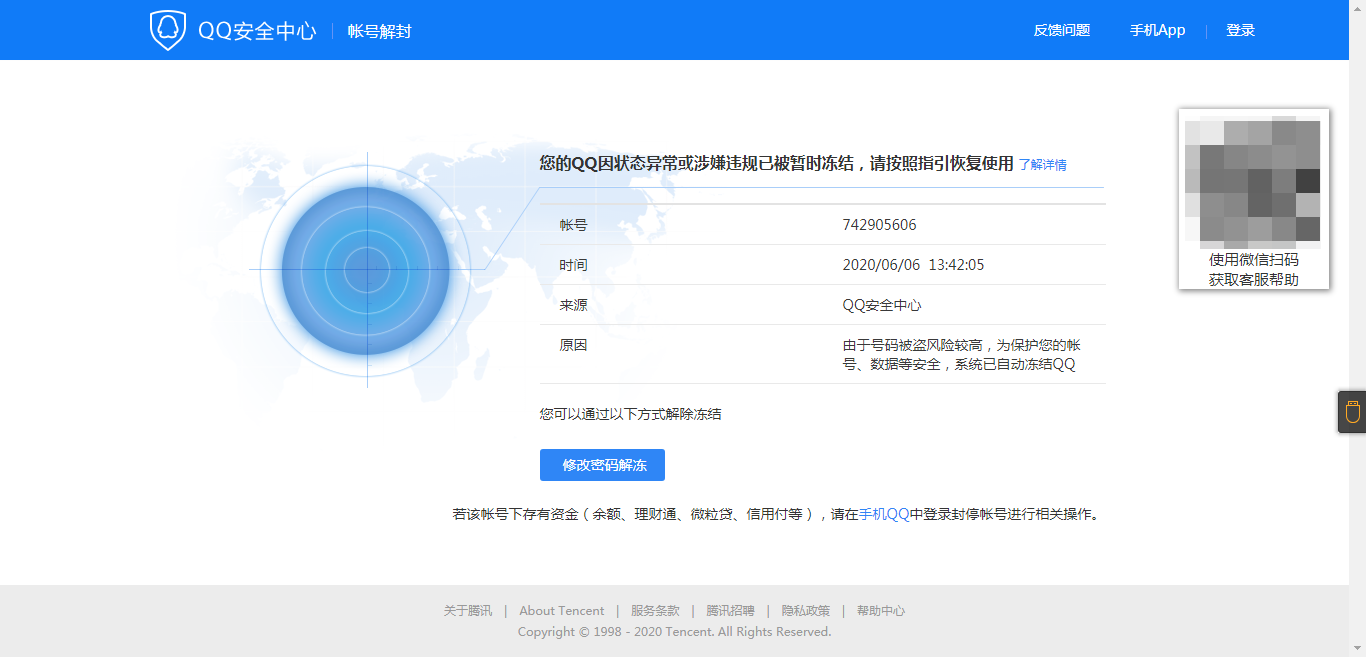 QQ安全中心 | 帐号解封 反馈问题 手机App | 登录
您的QQ因状态异常或涉嫌违规已被暂时冻结，请按照指引恢复使用 了解详情
帐号 742905606
时间 2020/06/06 13:42:05
来源 QQ安全中心
原因 由于号码被盗风险较高，为保护您的帐
号、数据等安全，系统已自动冻结QQ
您可以通过以下方式解除冻结
修改密码解冻
若该帐号下存有资金（余额、理财通、微粒贷、信用付等），请在手机QQ中登录封停帐号进行相关操作。
使用微信扫码
获取客服帮助
关于腾讯 | About Tencent | 服务条款 | 腾讯招聘 | 隐私政策 | 帮助中心
Copyright © 1998 - 2020 Tencent. All Rights Reserved.